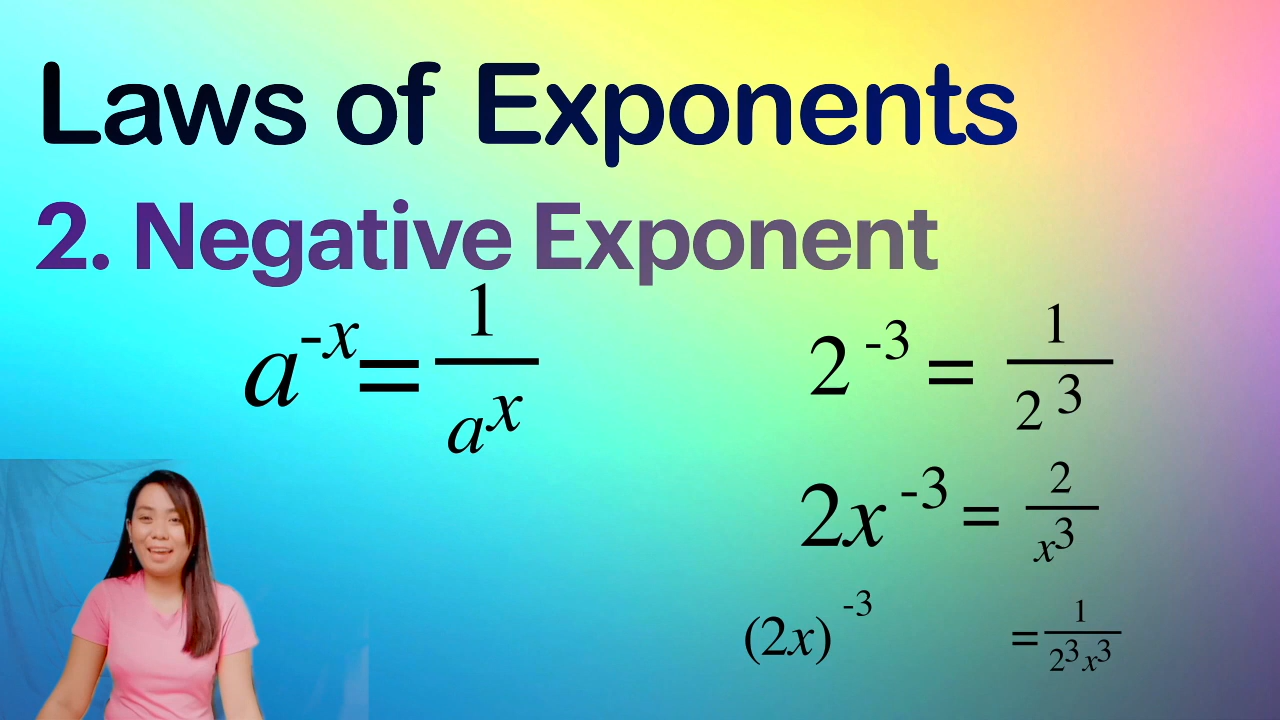 Laws of Exponents
2. Negative Exponent
a^-x = 1/a^x
2^-3 = 1/2^3
2x^-3 = 2/x^3
(2x)^-3 = 1/2^3x^3